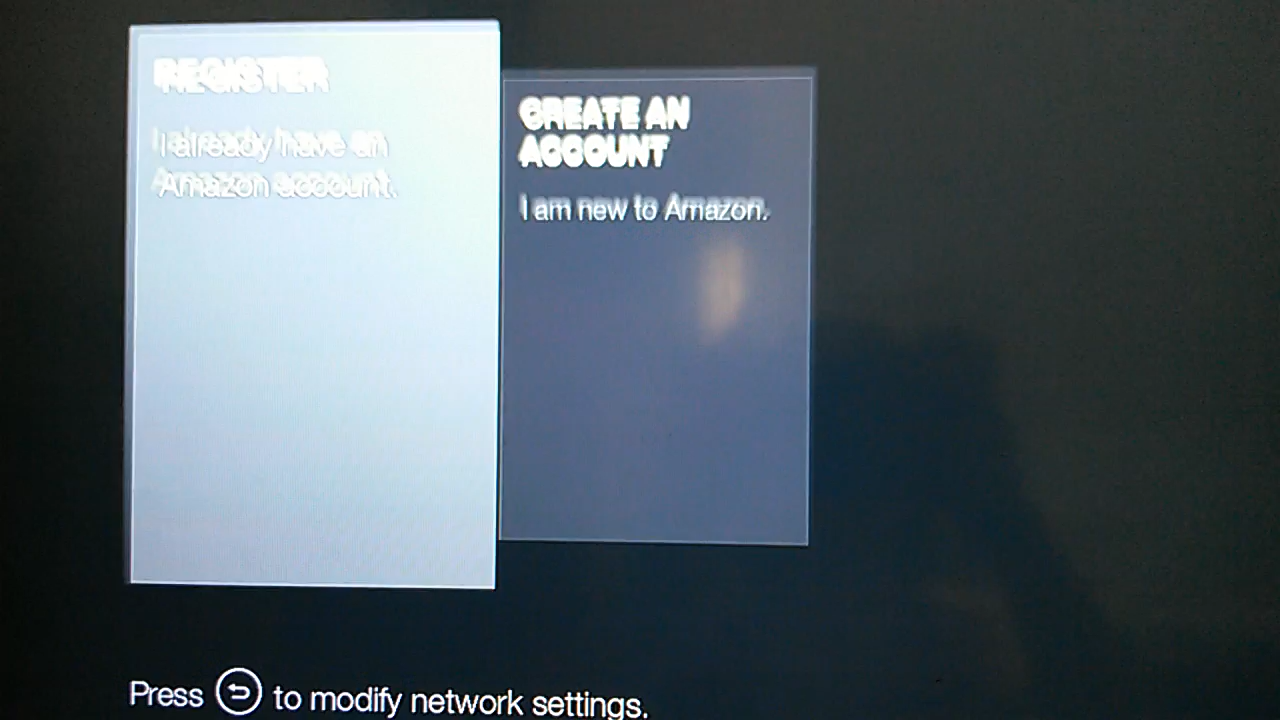 REGISTER
I already have an
Amazon account.
CREATE AN
ACCOUNT
I am new to Amazon.
Press to modify network settings.